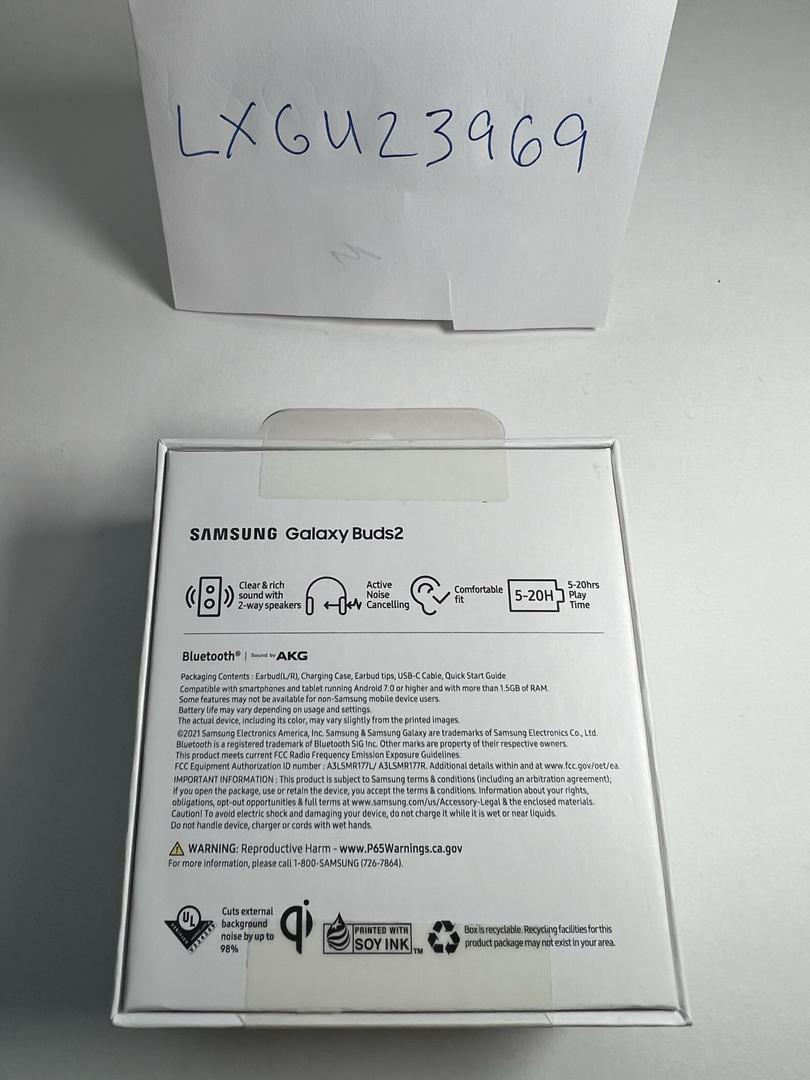 LXGU23969
SAMSUNG Galaxy Buds2
Clear & rich
sound with
2-way speakers
Active
Noise
Cancelling
Comfortable
fit
5-20H
5-20hrs
Play
Time
Bluetooth® | Sound by AKG
Packaging Contents : Earbud(L/R), Charging Case, Earbud tips, USB-C Cable, Quick Start Guide
Compatible with smartphones and tablet running Android 7.0 or higher and with more than 1.5GB of RAM.
Some features may not be available for non-Samsung mobile device users.
Battery life may vary depending on usage and settings.
The actual device, including its color, may vary slightly from the printed images.
©2021 Samsung Electronics America, Inc. Samsung & Samsung Galaxy are trademarks of Samsung Electronics Co., Ltd.
Bluetooth is a registered trademark of Bluetooth SIG Inc. Other marks are property of their respective owners.
This product meets current FCC Radio Frequency Emission Exposure Guidelines.
FCC Equipment Authorization ID number : A3LSMR177L/ A3LSMR177R. Additional details within and at www.fcc.gov/oet/ea.
IMPORTANT INFORMATION : This product is subject to Samsung terms & conditions (including an arbitration agreement);
if you open the package, use or retain the device, you accept the terms & conditions. Information about your rights,
obligations, opt-out opportunities & full terms at www.samsung.com/us/Accessory-Legal & the enclosed materials.
Caution! To avoid electric shock and damaging your device, do not charge it while it is wet or near liquids.
Do not handle device, charger or cords with wet hands.
WARNING: Reproductive Harm - www.P65Warnings.ca.gov
For more information, please call 1-800-SAMSUNG (726-7864).
UL
Cuts external
background
noise by up to
98%
qi
PRINTED WITH
SOY INK™
Box is recyclable. Recycling facilities for this
product package may not exist in your area.